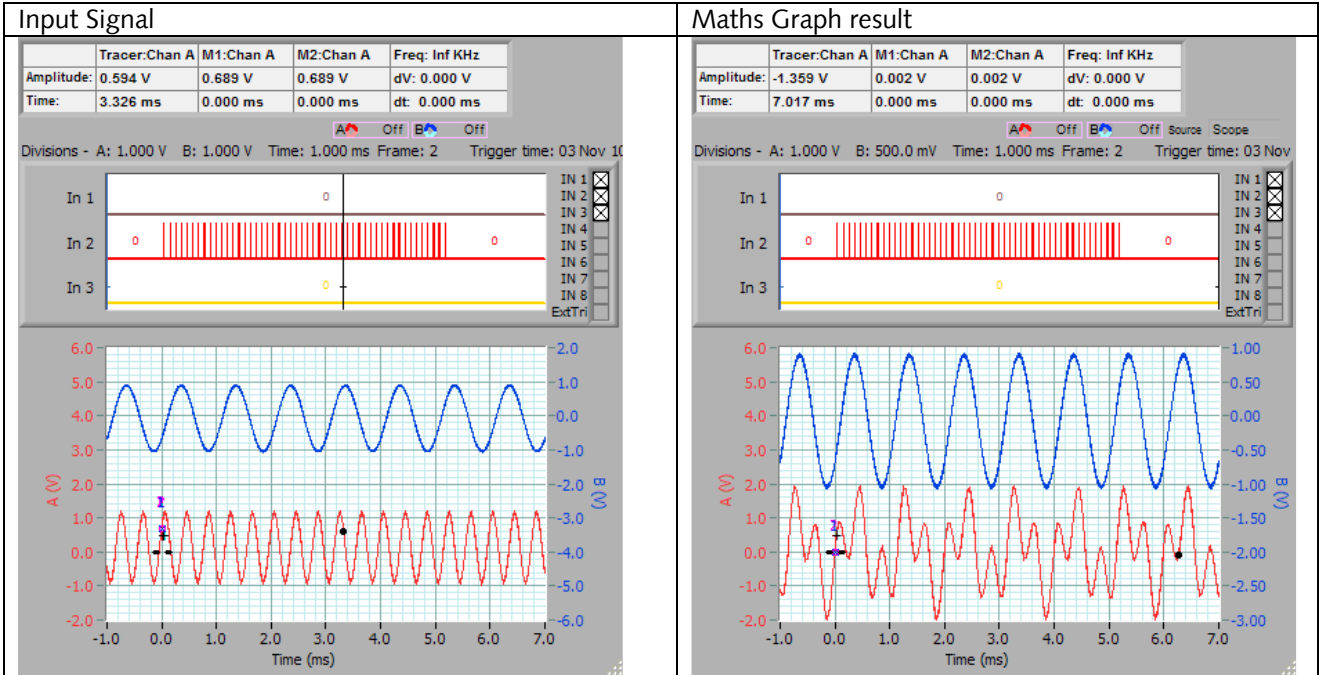 Input Signal
Tracer:Chan A M1:Chan A M2:Chan A Freq: Inf KHz
Amplitude: 0.594 V 0.689 V 0.689 V dV: 0.000 V
Time: 3.326 ms 0.000 ms 0.000 ms dt: 0.000 ms
A Off B Off
Divisions - A: 1.000 V B: 1.000 V Time: 1.000 ms Frame: 2 Trigger time: 03 Nov 10
In 1 0 IN 1
IN 2
IN 3
In 2 0 0 IN 4
IN 5
IN 6
In 3 0 IN 7
IN 8
ExtTri
6.0 2.0
5.0 1.0
4.0 0.0
3.0 -1.0
2.0 -2.0
1.0 -3.0
0.0 -4.0
-1.0 -5.0
-2.0 -6.0
A (V) B (V)
-1.0 0.0 1.0 2.0 3.0 4.0 5.0 6.0 7.0
Time (ms)
Maths Graph result
Tracer:Chan A M1:Chan A M2:Chan A Freq: Inf KHz
Amplitude: -1.359 V 0.002 V 0.002 V dV: 0.000 V
Time: 7.017 ms 0.000 ms 0.000 ms dt: 0.000 ms
A Off B Off Source Scope
Divisions - A: 1.000 V B: 500.0 mV Time: 1.000 ms Frame: 2 Trigger time: 03 Nov
In 1 0 IN 1
IN 2
IN 3
In 2 0 0 IN 4
IN 5
IN 6
In 3 0 IN 7
IN 8
ExtTri
6.0 1.00
5.0 0.50
4.0 0.00
3.0 -0.50
2.0 -1.00
1.0 -1.50
0.0 -2.00
-1.0 -2.50
-2.0 -3.00
A (V) B (V)
-1.0 0.0 1.0 2.0 3.0 4.0 5.0 6.0 7.0
Time (ms)